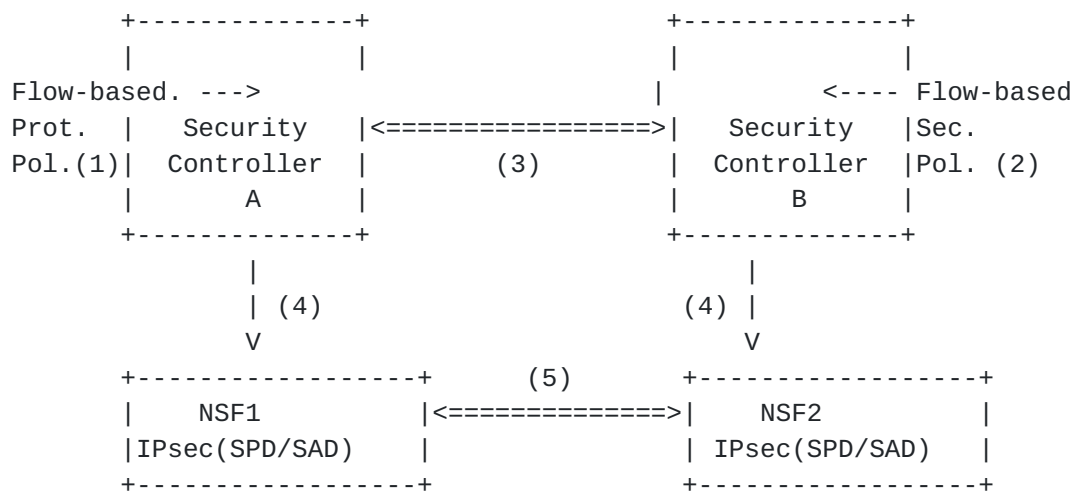 +--------------+ +--------------+
| | | |
Flow-based. ---> | <---- Flow-based
Prot. | Security |<=================>| Security |Sec.
Pol.(1)| Controller | (3) | Controller |Pol. (2)
| A | | B |
+--------------+ +--------------+
| |
| (4) (4) |
V V
+------------------+ (5) +------------------+
| NSF1 |<==============>| NSF2 |
|IPsec(SPD/SAD) | | IPsec(SPD/SAD) |
+------------------+ +------------------+